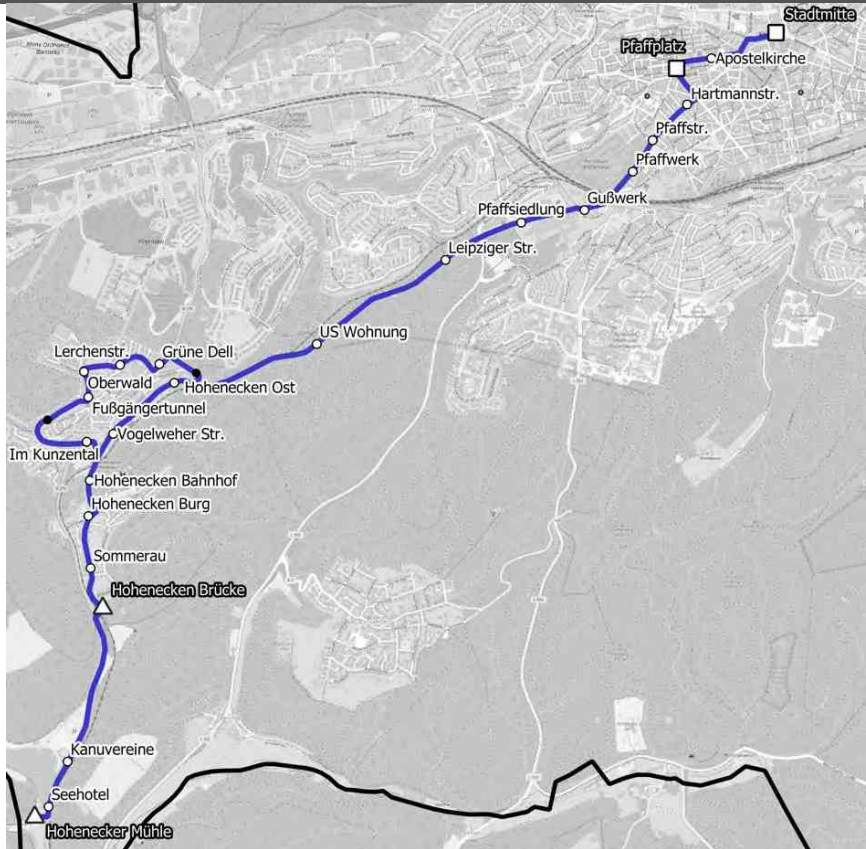 Stadtmitte
Pfaffplatz
Apostelkirche
Hartmannstr.
Pfaffstr.
Pfaffwerk
Gußwerk
Pfaffsiedlung
Leipziger Str.
US Wohnung
Lerchenstr.
Grüne Dell
Oberwald
Hohenecken Ost
Fußgängertunnel
Vogelweher Str.
Im Kunzental
Hohenecken Bahnhof
Hohenecken Burg
Sommerau
Hohenecken Brücke
Kanuvereine
Seehotel
Hohenecker Mühle